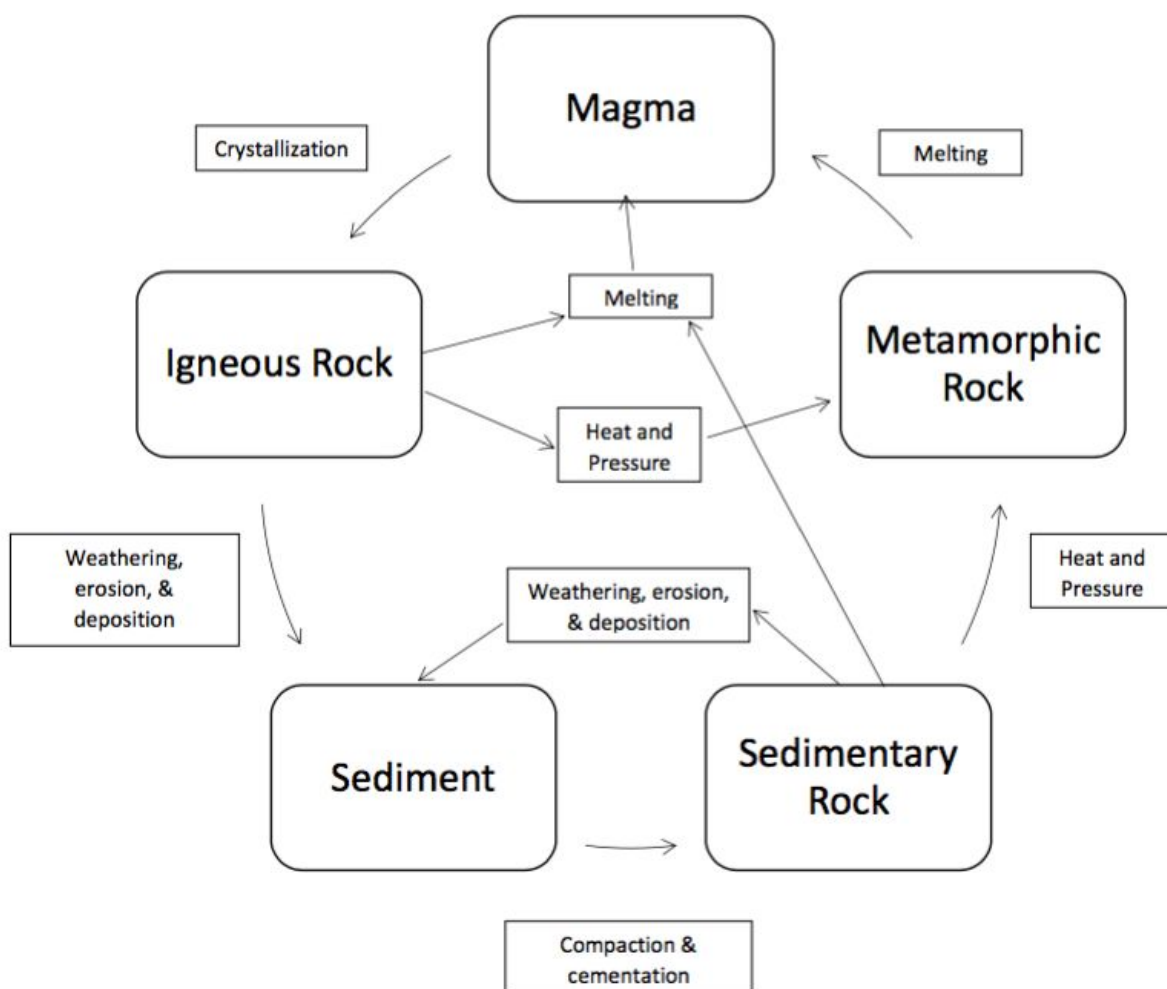 Magma
Crystallization
Melting
Melting
Igneous Rock
Metamorphic
Rock
Heat and
Pressure
Weathering,
erosion, &
deposition
Weathering, erosion,
& deposition
Heat and
Pressure
Sediment
Sedimentary
Rock
Compaction &
cementation